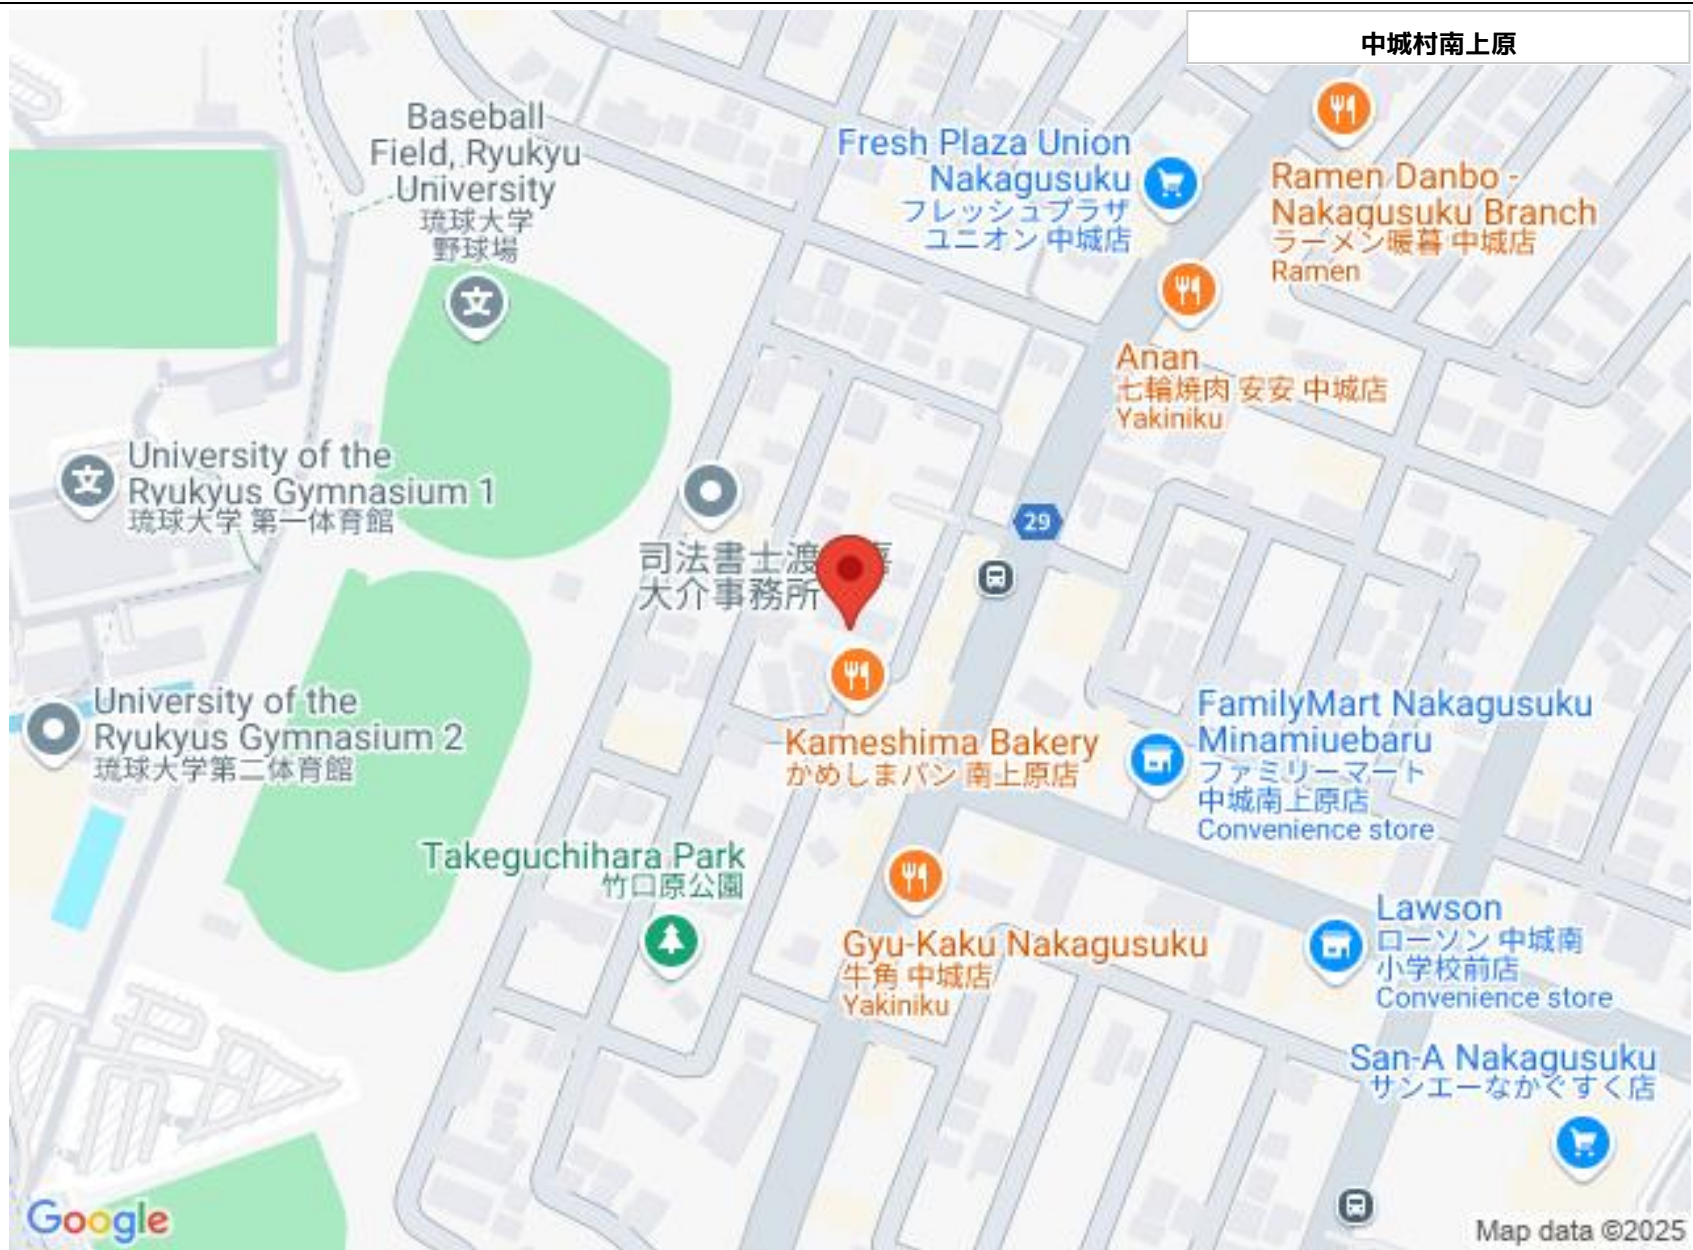 中城村南上原
Baseball
Field, Ryukyu
University
琉球大学
野球場
Fresh Plaza Union
Nakagusuku
フレッシュプラザ
ユニオン 中城店
Ramen Danbo -
Nakagusuku Branch
ラーメン暖暮 中城店
Ramen
Anan
七輪焼肉 安安 中城店
Yakiniku
University of the
Ryukyus Gymnasium 1
琉球大学 第一体育館
29
司法書士渡
大介事務所
University of the
Ryukyus Gymnasium 2
琉球大学第二体育館
Kameshima Bakery
かめしまパン 南上原店
FamilyMart Nakagusuku
Minamiuebaru
ファミリーマート
中城南上原店
Convenience store
Takeguchihara Park
竹口原公園
Gyu-Kaku Nakagusuku
牛角 中城店
Yakiniku
Lawson
ローソン 中城南
小学校前店
Convenience store
San-A Nakagusuku
サンエーなかぐすく店
Google
Map data ©2025